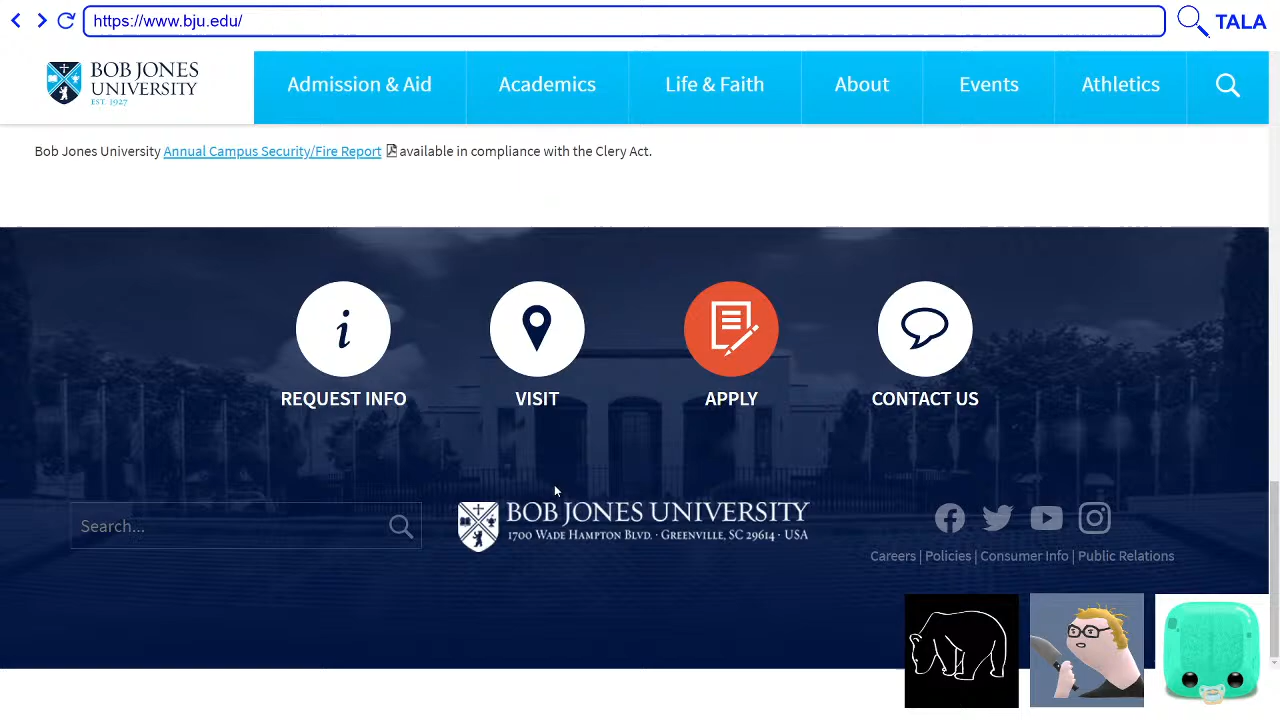 https://www.bju.edu/
TALA
BOB JONES
UNIVERSITY
EST. 1927
Admission & Aid
Academics
Life & Faith
About
Events
Athletics
Bob Jones University Annual Campus Security/Fire Report available in compliance with the Clery Act.
REQUEST INFO
VISIT
APPLY
CONTACT US
Search...
BOB JONES UNIVERSITY
1700 WADE HAMPTON BLVD. · GREENVILLE, SC 29614 · USA
Careers | Policies | Consumer Info | Public Relations